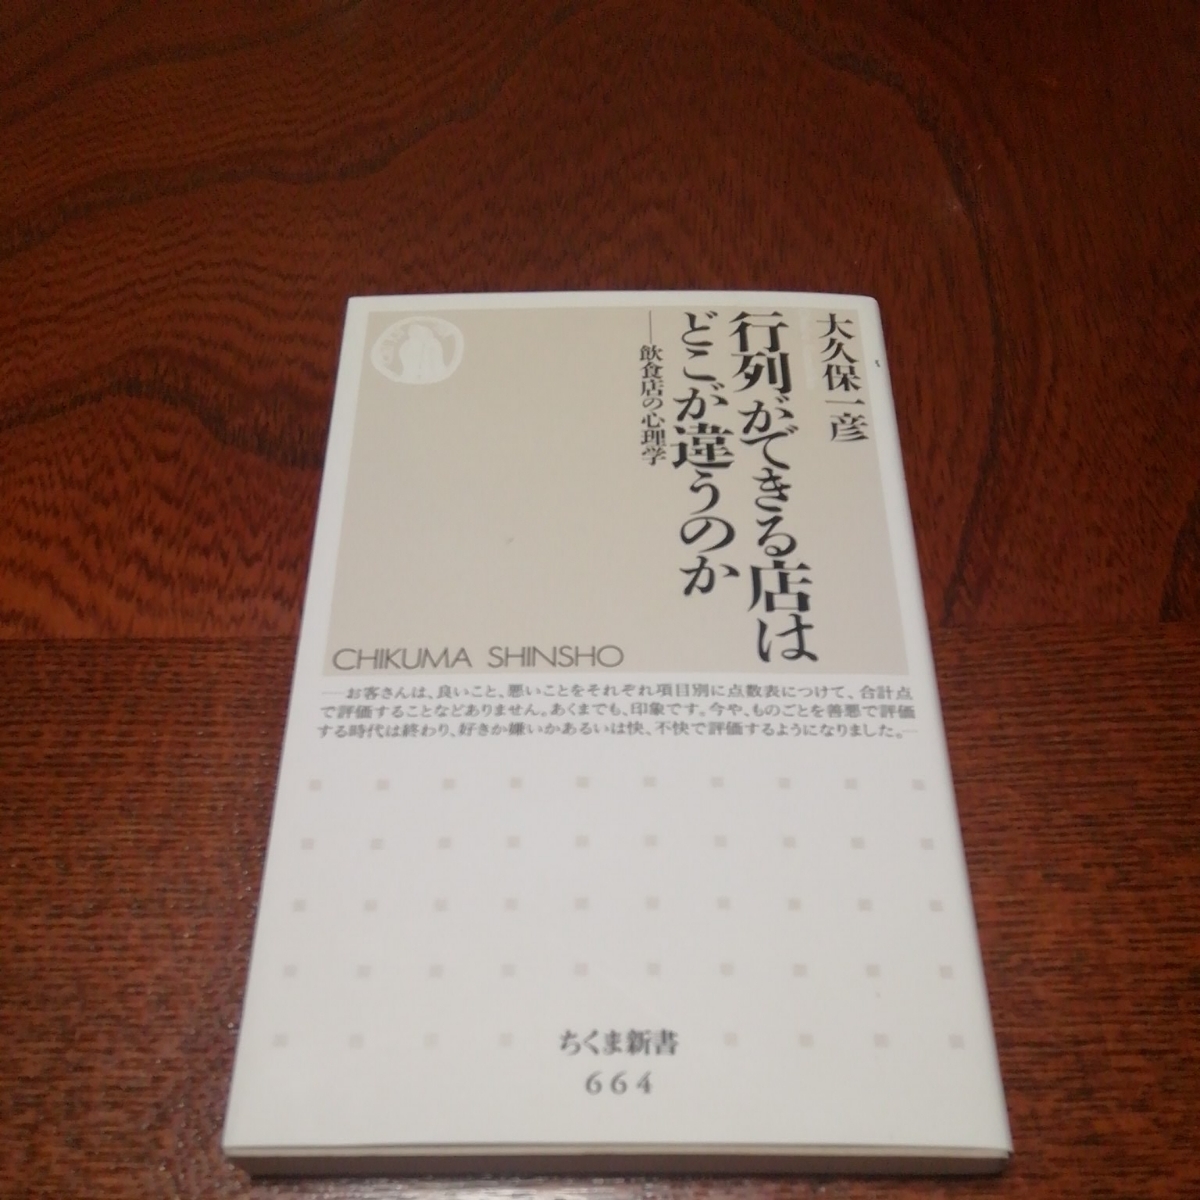 大久保一彦
行列ができる店は
どこが違うのか
──飲食店の心理学
CHIKUMA SHINSHO
─お客さんは、良いこと、悪いことをそれぞれ項目別に点数表につけて、合計点
で評価することなどありません。あくまでも、印象です。今や、ものごとを善悪で評価
する時代は終わり、好きか嫌いかあるいは快、不快で評価するようになりました。─
ちくま新書
664